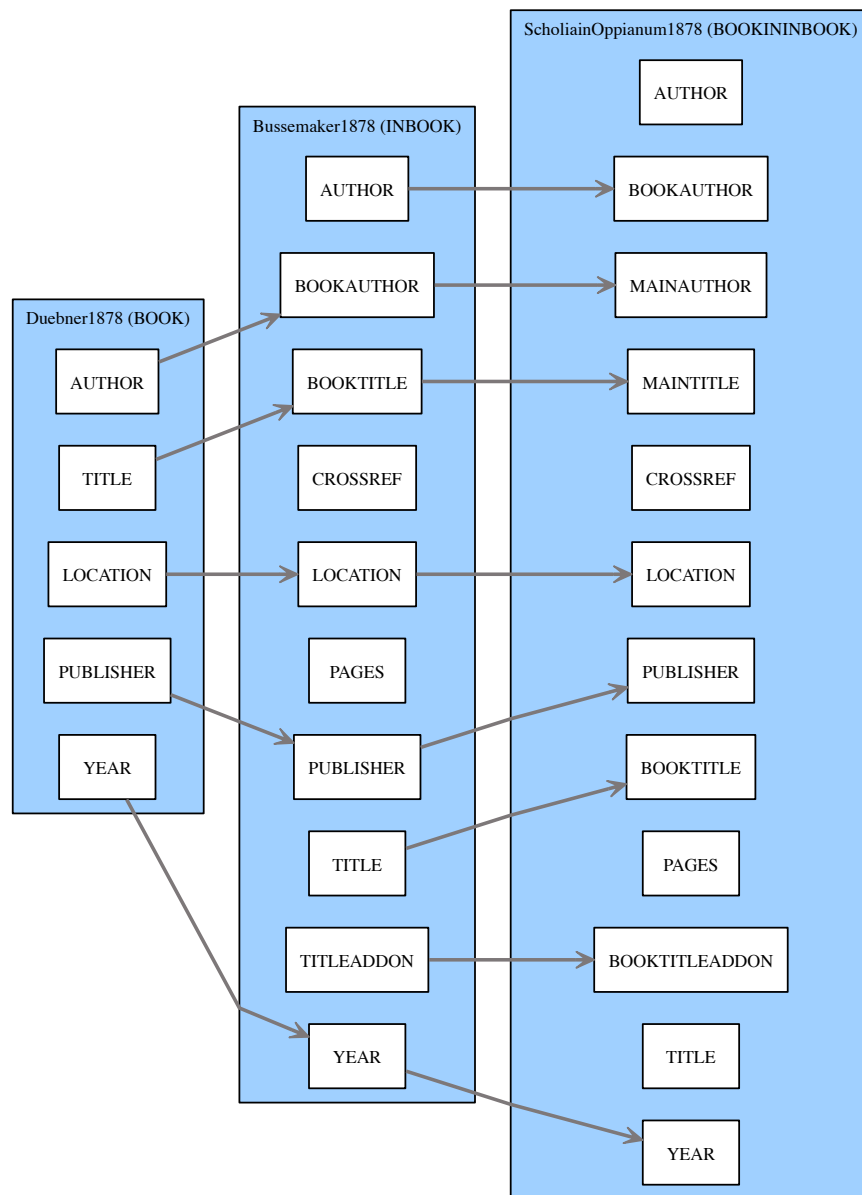 Duebner1878 (BOOK)
AUTHOR
TITLE
LOCATION
PUBLISHER
YEAR
Bussemaker1878 (INBOOK)
AUTHOR
BOOKAUTHOR
BOOKTITLE
CROSSREF
LOCATION
PAGES
PUBLISHER
TITLE
TITLEADDON
YEAR
ScholiainOppianum1878 (BOOKININBOOK)
AUTHOR
BOOKAUTHOR
MAINAUTHOR
MAINTITLE
CROSSREF
LOCATION
PUBLISHER
BOOKTITLE
PAGES
BOOKTITLEADDON
TITLE
YEAR